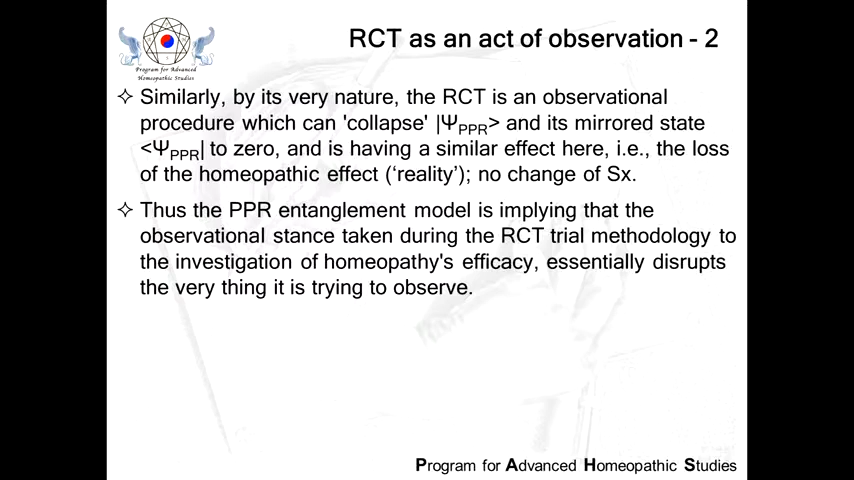 RCT as an act of observation - 2
Program for Advanced
Homeopathic Studies
✧ Similarly, by its very nature, the RCT is an observational
procedure which can 'collapse' |ΨPPR> and its mirrored state
<ΨPPR| to zero, and is having a similar effect here, i.e., the loss
of the homeopathic effect (‘reality’); no change of Sx.
✧ Thus the PPR entanglement model is implying that the
observational stance taken during the RCT trial methodology to
the investigation of homeopathy's efficacy, essentially disrupts
the very thing it is trying to observe.
Program for Advanced Homeopathic Studies